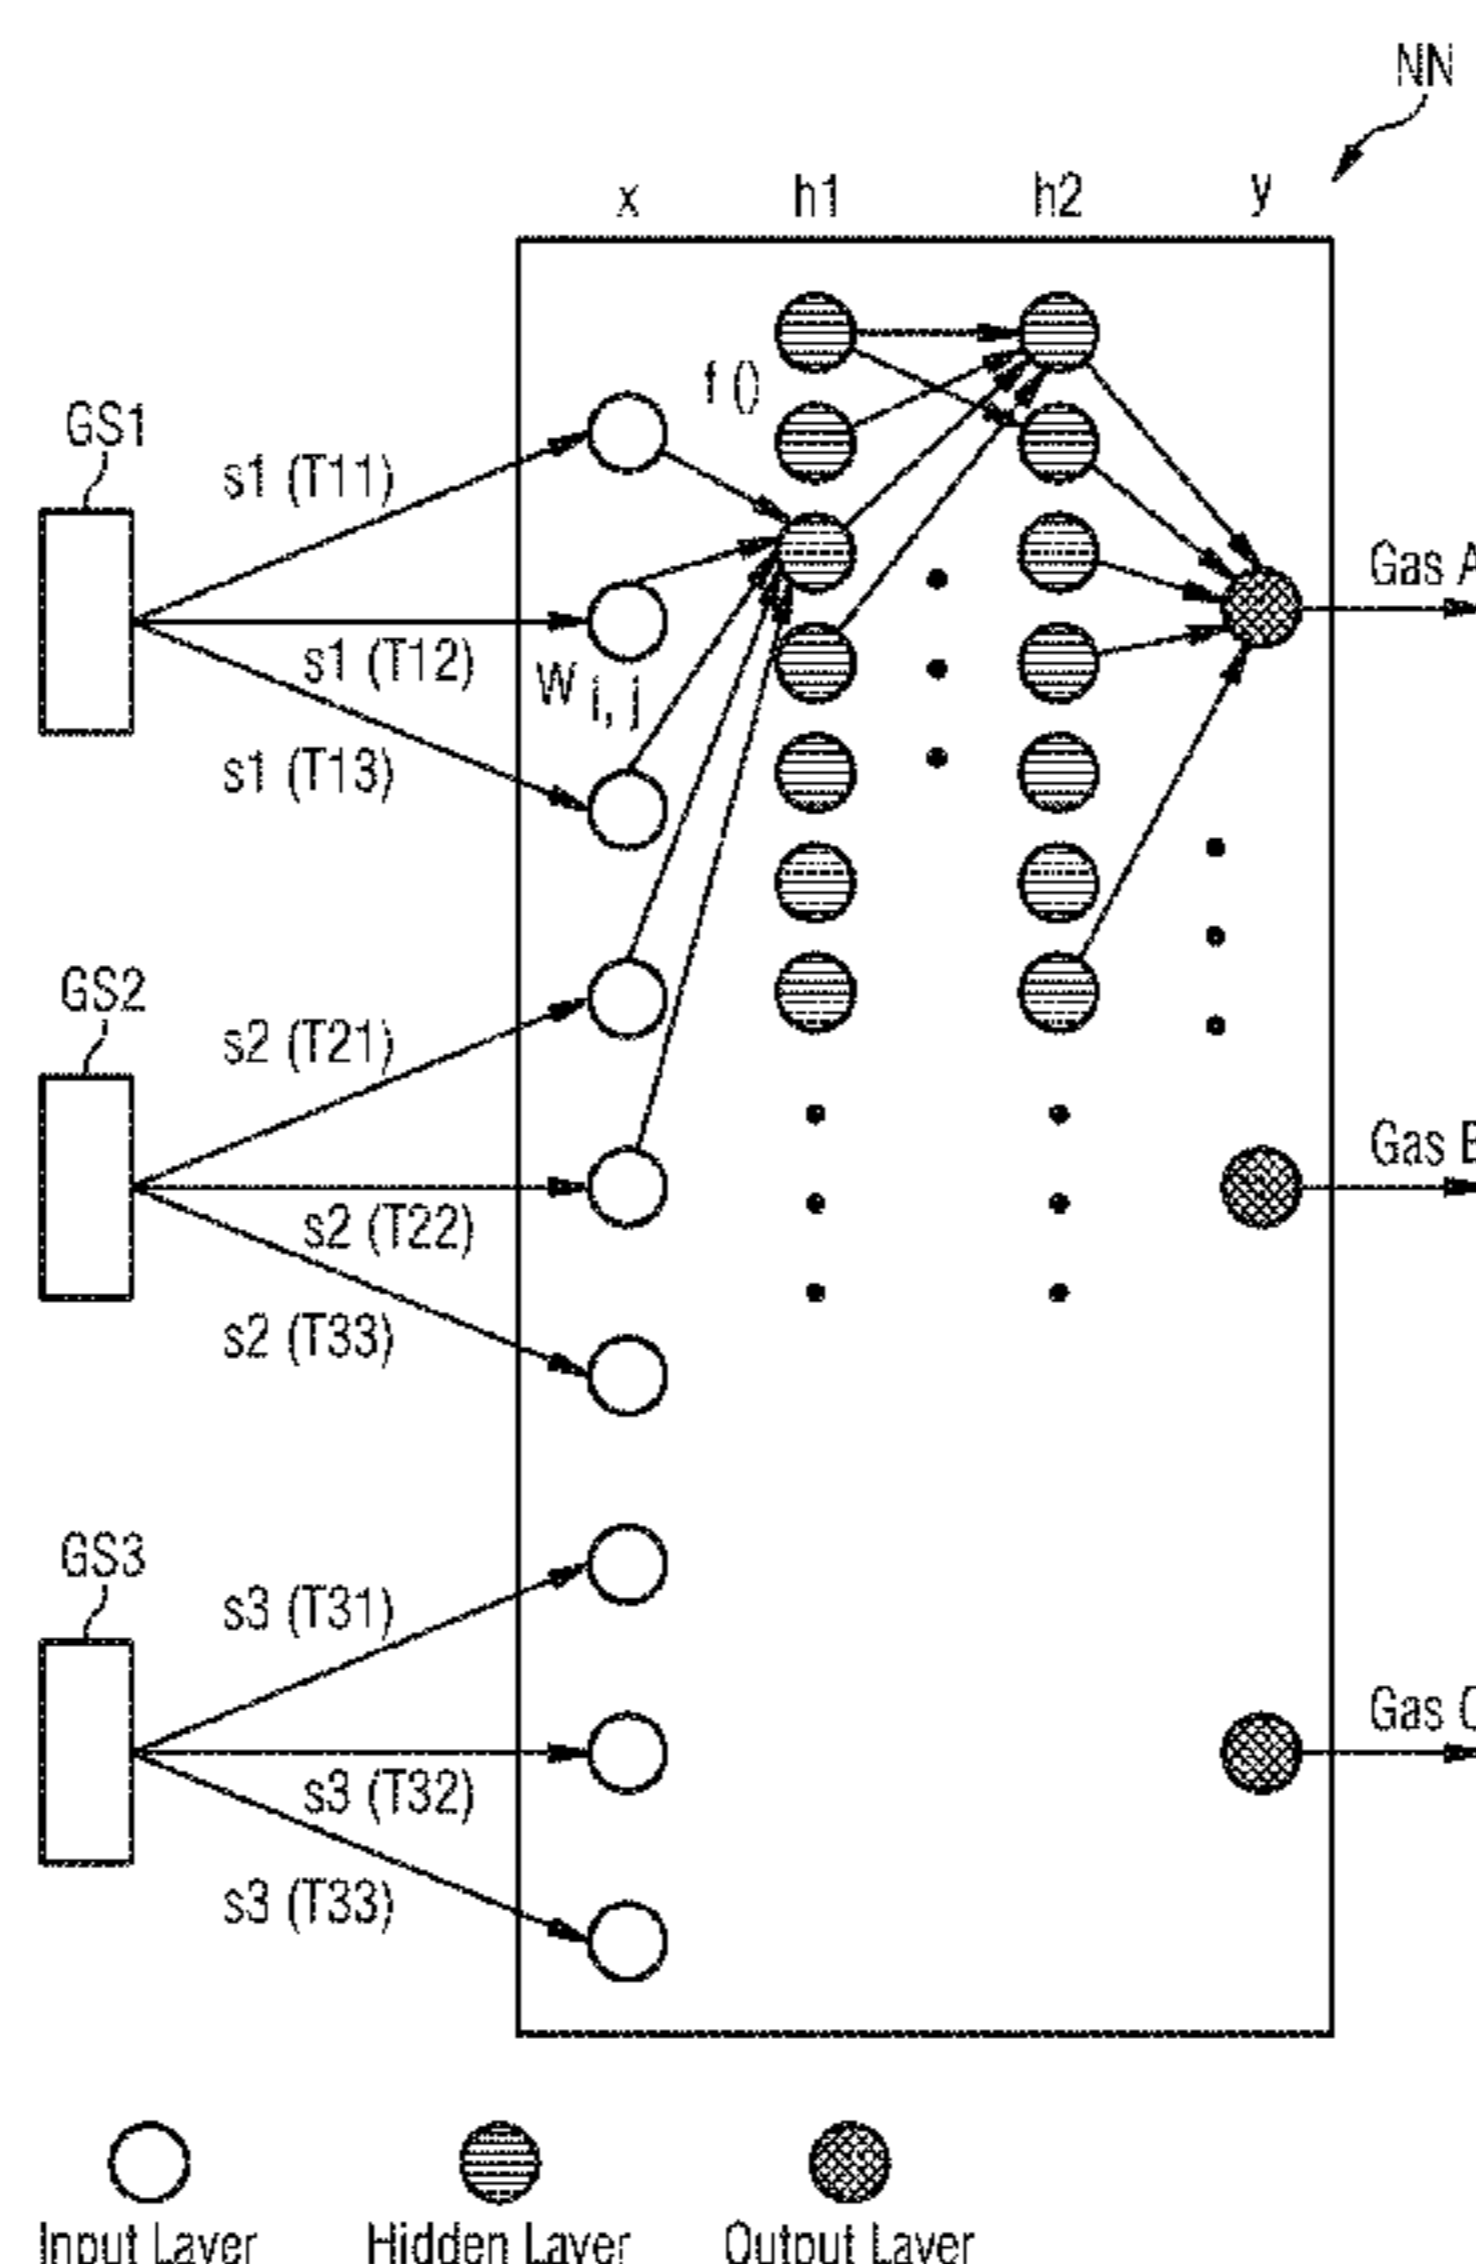 NN
x h1 h2 y
f ()
GS1
s1 (T11)
s1 (T12)
s1 (T13)
W i, j
Gas A
GS2
s2 (T21)
s2 (T22)
s2 (T33)
Gas B
GS3
s3 (T31)
s3 (T32)
s3 (T33)
Gas C
Input Layer Hidden Layer Output Layer